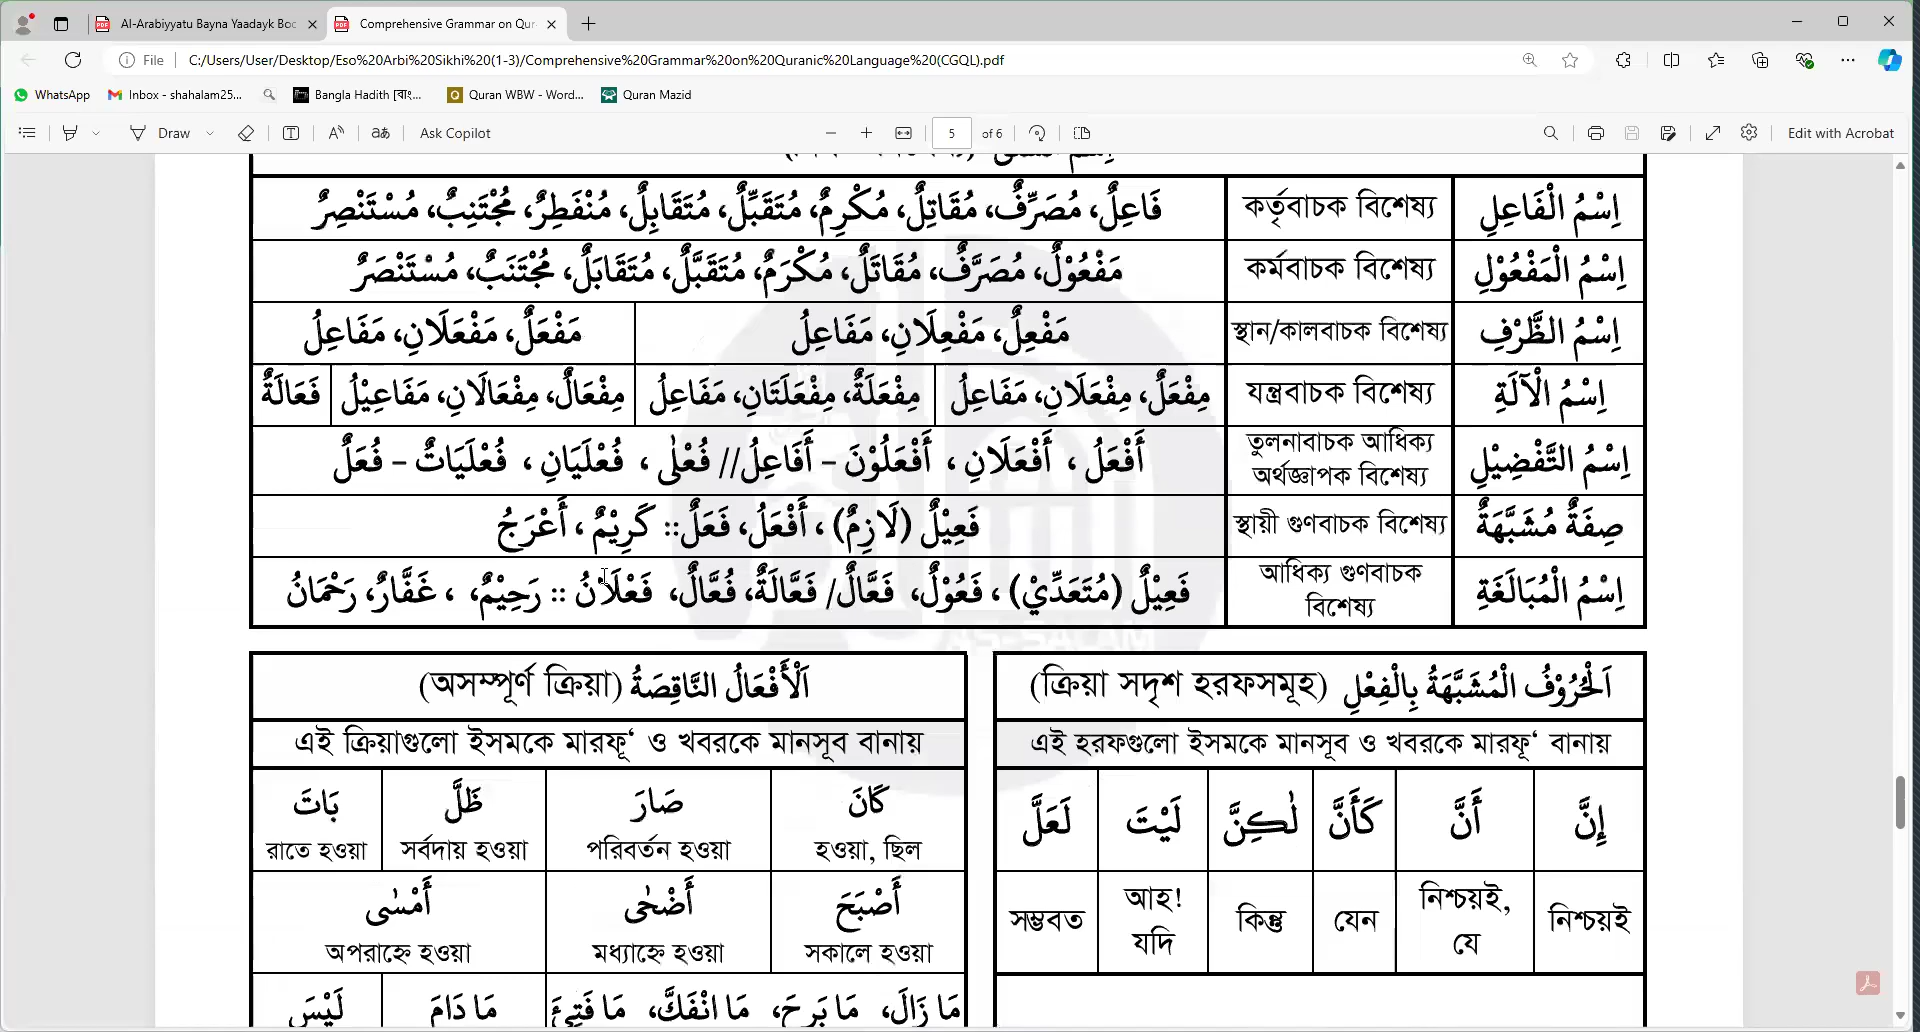 Al-Arabiyyatu Bayna Yaadayk Boo
Comprehensive Grammar on Qur
File
C:/Users/User/Desktop/Eso%20Arbi%20Sikhi%20(1-3)/Comprehensive%20Grammar%20on%20Quranic%20Language%20(CGQL).pdf
WhatsApp
Inbox - shahalam25...
Bangla Hadith [বাং...
Quran WBW - Word...
Quran Mazid
Draw
Ask Copilot
5 of 6
Edit with Acrobat
اِسْمُ الْفَاعِلِ
কর্তৃবাচক বিশেষ্য
فَاعِلٌ، مُصَرِّفٌ، مُقَاتِلٌ، مُكْرِمٌ، مُتَقَبِّلٌ، مُتَقَابِلٌ، مُنْفَطِرٌ، مُجْتَنِبٌ، مُسْتَنْصِرٌ
اِسْمُ الْمَفْعُوْلِ
কর্মবাচক বিশেষ্য
مَفْعُوْلٌ، مُصَرَّفٌ، مُقَاتَلٌ، مُكْرَمٌ، مُتَقَبَّلٌ، مُتَقَابَلٌ، مُجْتَنَبٌ، مُسْتَنْصَرٌ
اِسْمُ الظَّرْفِ
স্থান/কালবাচক বিশেষ্য
مَفْعِلٌ، مَفْعِلَانِ، مَفَاعِلُ
مَفْعَلٌ، مَفْعَلَانِ، مَفَاعِلُ
اِسْمُ الْآلَةِ
যন্ত্রবাচক বিশেষ্য
مِفْعَلٌ، مِفْعَلَانِ، مَفَاعِلُ
مِفْعَلَةٌ، مِفْعَلَتَانِ، مَفَاعِلُ
مِفْعَالٌ، مِفْعَالَانِ، مَفَاعِيْلُ
فَعَالَةٌ
اِسْمُ التَّفْضِيْلِ
তুলনাবাচক আধিক্য
অর্থজ্ঞাপক বিশেষ্য
أَفْعَلُ ، أَفْعَلَانِ ، أَفْعَلُوْنَ – أَفَاعِلُ// فُعْلٰى ، فُعْلَيَانِ ، فُعْلَيَاتٌ – فُعَلٌ
صِفَةٌ مُشَبَّهَةٌ
স্থায়ী গুণবাচক বিশেষ্য
فَعِيْلٌ (لَازِمٌ) ، أَفْعَلُ، فَعَلٌ:: كَرِيْمٌ ، أَعْرَجُ
اِسْمُ الْمُبَالَغَةِ
আধিক্য গুণবাচক
বিশেষ্য
فَعِيْلٌ (مُتَعَدِّيْ) ، فَعُوْلٌ، فَعَّالٌ/ فَعَّالَةٌ، فُعَّالٌ، فَعْلَانُ :: رَحِيْمٌ، ، غَفَّارٌ، رَحْمَانُ
AS-SALAM
اَلْحُرُوْفُ الْمُشَبَّهَةُ بِالْفِعْلِ (ক্রিয়া সদৃশ হরফসমূহ)
এই হরফগুলো ইসমকে মানসূব ও খবরকে মারফূ‘ বানায়
إِنَّ
أَنَّ
كَأَنَّ
لٰكِنَّ
لَيْتَ
لَعَلَّ
নিশ্চয়ই
নিশ্চয়ই,
যে
যেন
কিন্তু
আহ!
যদি
সম্ভবত
اَلْأَفْعَالُ النَّاقِصَةُ (অসম্পূর্ণ ক্রিয়া)
এই ক্রিয়াগুলো ইসমকে মারফূ‘ ও খবরকে মানসূব বানায়
كَانَ
صَارَ
ظَلَّ
بَاتَ
হওয়া, ছিল
পরিবর্তন হওয়া
সর্বদায় হওয়া
রাতে হওয়া
أَصْبَحَ
أَضْحٰى
أَمْسٰى
সকালে হওয়া
মধ্যাহ্নে হওয়া
অপরাহ্নে হওয়া
مَا زَالَ، مَا بَرِحَ، مَا انْفَكَّ، مَا فَتِئَ
مَا دَامَ
لَيْسَ